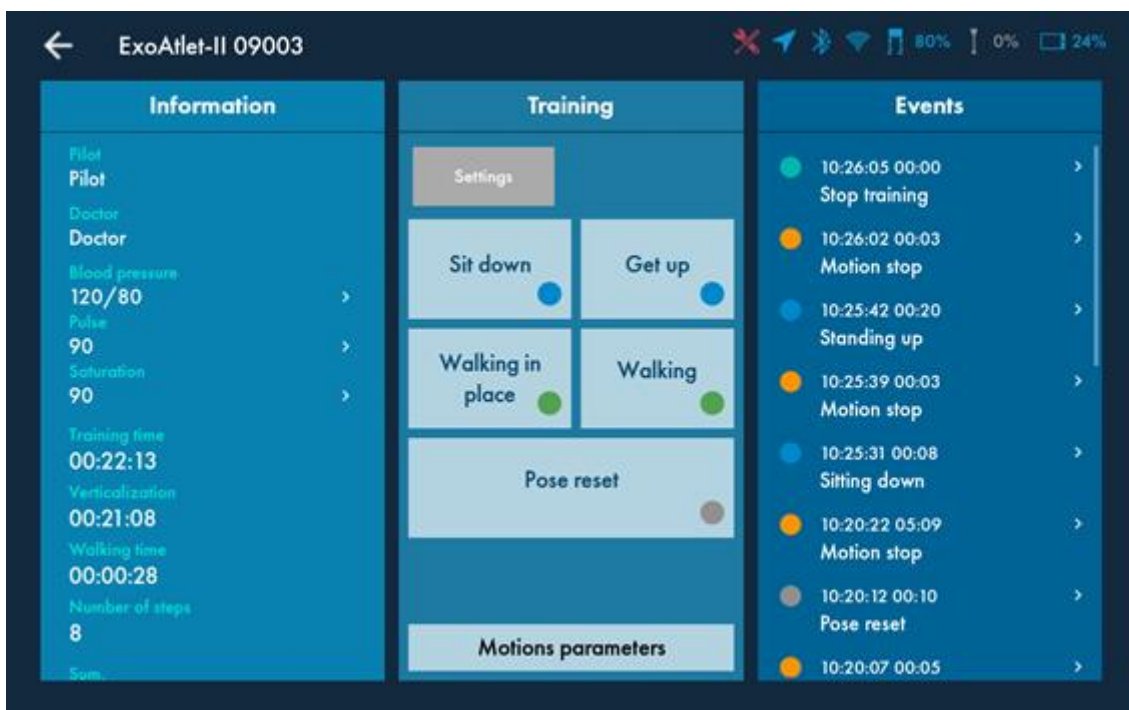 ExoAtlet-II 09003
80%
0%
24%
Information
Pilot
Pilot
Doctor
Doctor
Blood pressure
120/80
Pulse
90
Saturation
90
Training time
00:22:13
Verticalization
00:21:08
Walking time
00:00:28
Number of steps
8
Sum.
Training
Settings
Sit down
Get up
Walking in
place
Walking
Pose reset
Motions parameters
Events
10:26:05 00:00
Stop training
10:26:02 00:03
Motion stop
10:25:42 00:20
Standing up
10:25:39 00:03
Motion stop
10:25:31 00:08
Sitting down
10:20:22 05:09
Motion stop
10:20:12 00:10
Pose reset
10:20:07 00:05